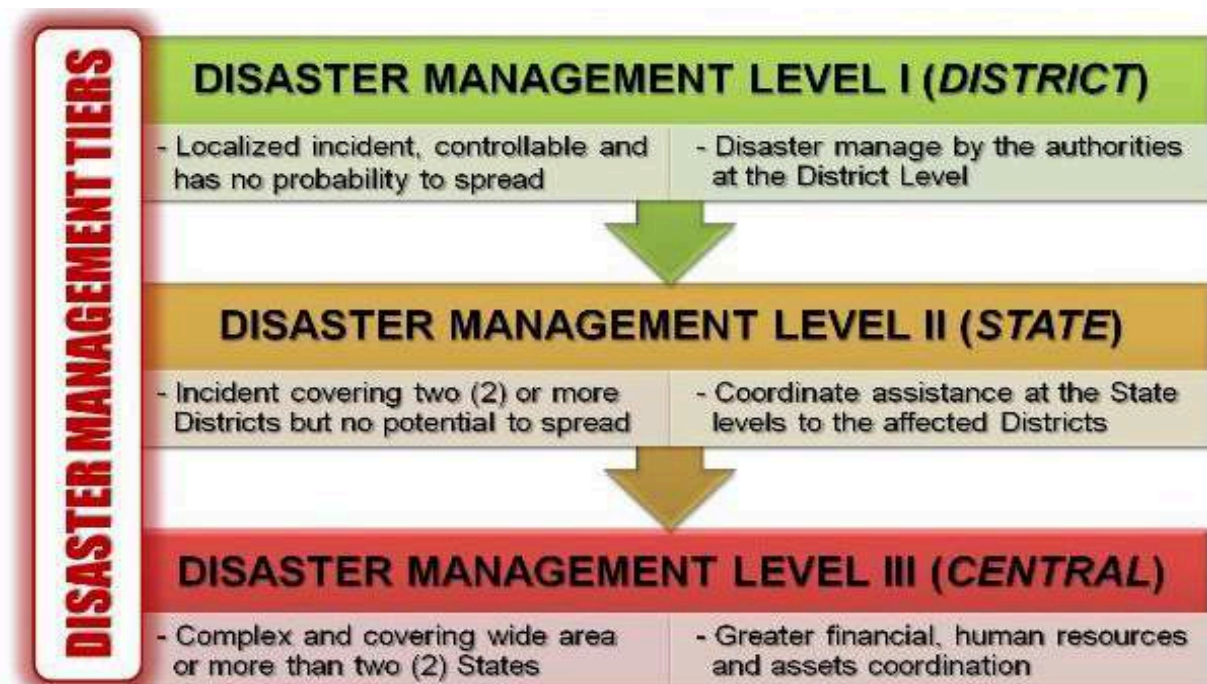 DISASTER MANAGEMENT TIERS
DISASTER MANAGEMENT LEVEL I (DISTRICT)
- Localized incident, controllable and
has no probability to spread
- Disaster manage by the authorities
at the District Level
DISASTER MANAGEMENT LEVEL II (STATE)
- Incident covering two (2) or more
Districts but no potential to spread
- Coordinate assistance at the State
levels to the affected Districts
DISASTER MANAGEMENT LEVEL III (CENTRAL)
- Complex and covering wide area
or more than two (2) States
- Greater financial, human resources
and assets coordination